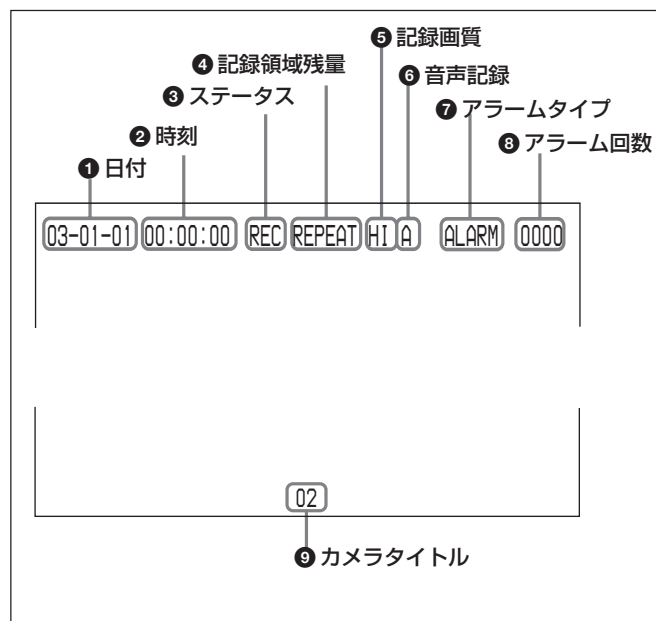 ❺ 記録画質
❹ 記録領域残量
❻ 音声記録
❸ ステータス
❼ アラームタイプ
❷ 時刻
❽ アラーム回数
❶ 日付
03-01-01 00:00:00 REC REPEAT HI A ALARM 0000
02
❾ カメラタイトル